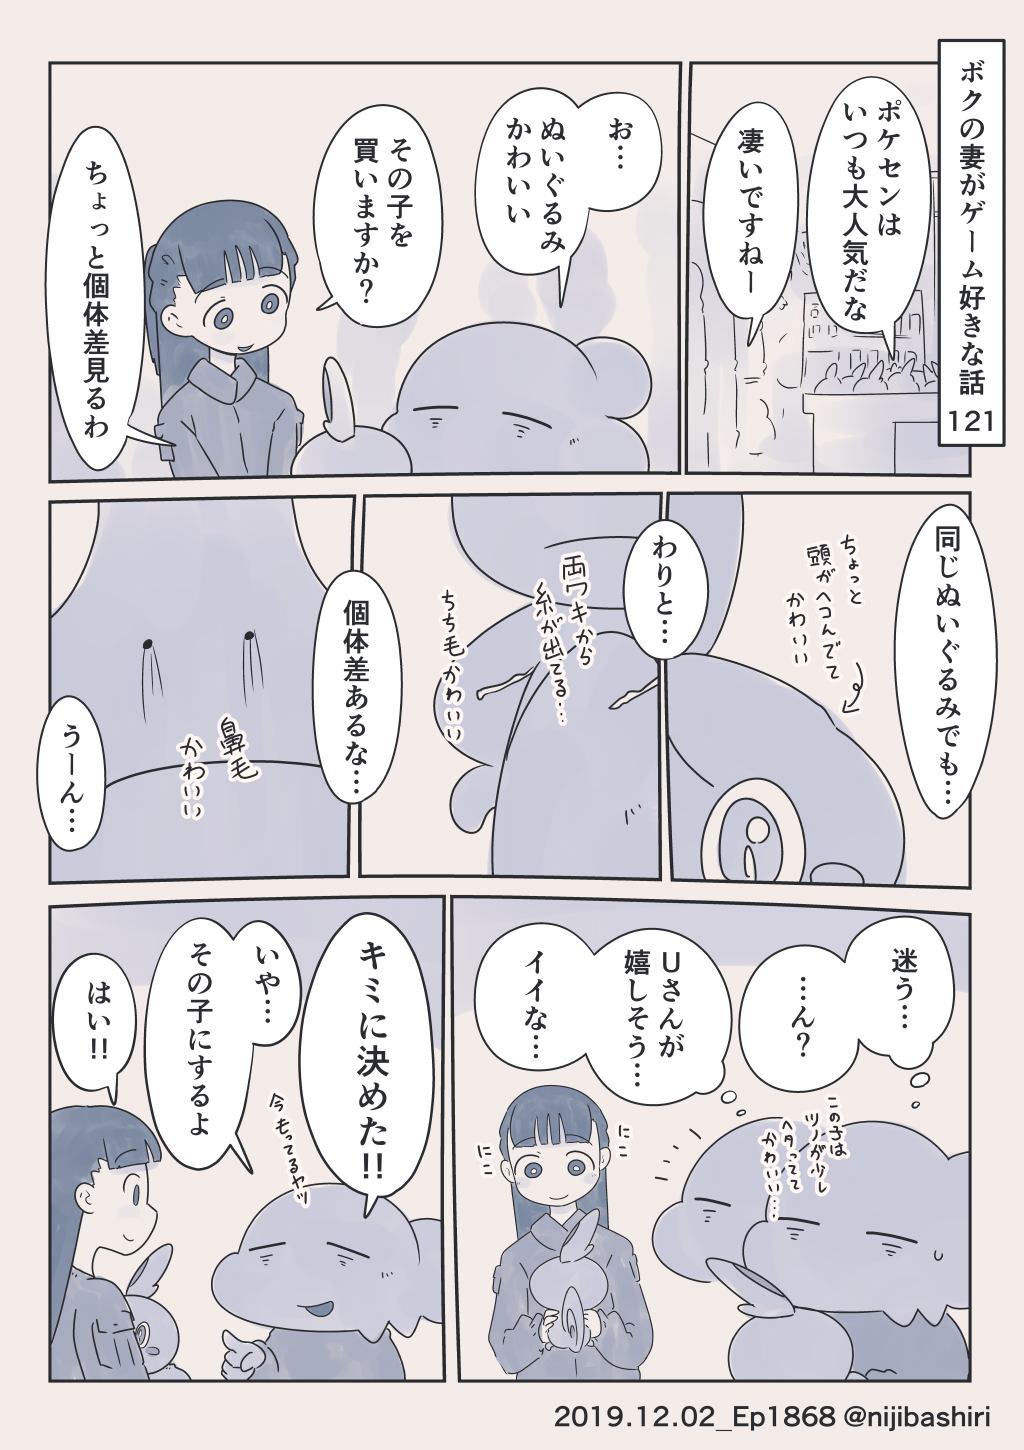 ボクの妻がゲーム好きな話
121
ポケセンは
いつも大人気だな
凄いですねー
お…
ぬいぐるみ
かわいい
その子を
買いますか?
ちょっと個体差見るわ
同じぬいぐるみでも…
ちょっと
頭がヘコんでて
かわいい
わりと…
両ワキから
糸が出てる…
ちち毛かわいい
個体差あるな…
鼻毛
かわいい
うーん…
迷う…
…ん?
この子は
ツノが少し
ヘタってて
かわいい…
Uさんが
嬉しそう…
イイな…
にこ
にこ
キミに決めた!!
今もってるヤツ
いや…
その子にするよ
はい!!
2019.12.02_Ep1868 @nijibashiri